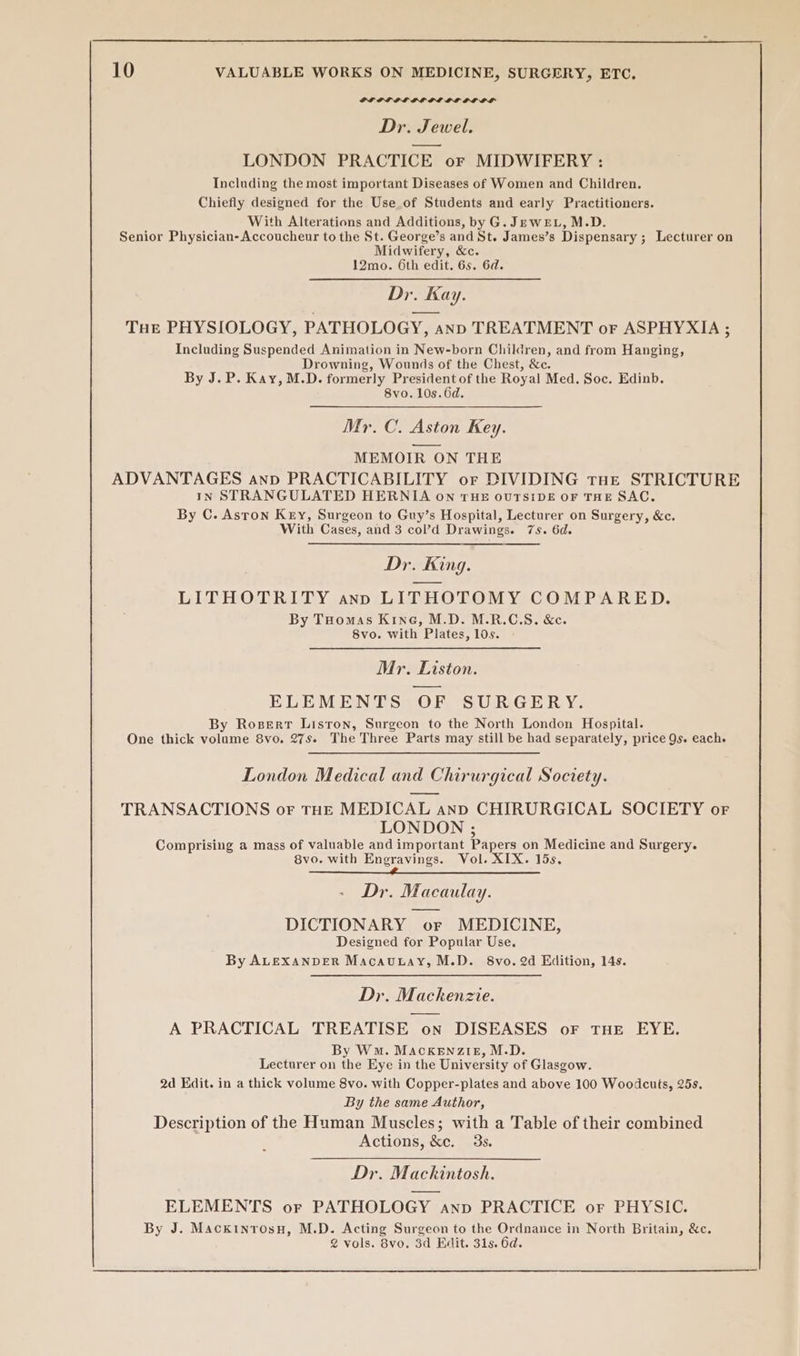 10 VALUABLE WORKS ON MEDICINE, SURGERY, ETC.
Dr. Jewel.
LONDON PRACTICE OF MIDWIFERY :
Including the most important Diseases of Women and Children.
Chiefly designed for the Use of Students and early Practitioners.
With Alterations and Additions, by G. JEWEL, M.D.
Senior Physician-Accoucheur to the St. George's and St. James's Dispensary ; Lecturer on
Midwifery, &c.
12mo. 6th edit. 6s. 6d.
Dr. Kay.
THE PHYSIOLOGY, PATHOLOGY, AND TREATMENT OF ASPHYXIA ;
Including Suspended Animation in New-born Children, and from Hanging,
Drowning, Wounds of the Chest, &c.
By J. P. KAY, M.D. formerly President of the Royal Med. Soc. Edinb.
8vo. 10s. 6d.
Mr. C. Aston Key.
MEMOIR ON THE
ADVANTAGES AND PRACTICABILITY OF DIVIDING THE STRICTURE
IN STRANGULATED HERNIA ON THE OUTSIDE OF THE SAC.
By C. ASTON KEY, Surgeon to Guy's Hospital, Lecturer on Surgery, &c.
With Cases, and 3 col'd Drawings. 7s. 6d.
Dr. King.
LITHOTRITY AND LITHOTOMY COMPARED.
By THOMAS KING, M.D. M.R.C.S. &c.
8vo. with Plates, 10s.
Mr. Liston.
ELEMENTS OF SURGERY.
By ROBERT LISTON, Surgeon to the North London Hospital.
One thick volume 8vo. 27s. The Three Parts may still be had separately, price 9s. each.
London Medical and Chirurgical Society.
TRANSACTIONS OF THE MEDICAL AND CHIRURGICAL SOCIETY OF
LONDON ;
Comprising a mass of valuable and important Papers on Medicine and Surgery.
8vo. with Engravings. Vol. XIX. 15s.
Dr. Macaulay.
DICTIONARY OF MEDICINE,
Designed for Popular Use.
By ALEXANDER MACAULAY, M.D. 8vo. 2d Edition, 14s.
Dr. Mackenzie.
A PRACTICAL TREATISE ON DISEASES OF THE EYE.
By WM. MACKENZIE, M.D.
Lecturer on the Eye in the University of Glasgow.
2d Edit. in a thick volume 8vo. with Copper-plates and above 100 Woodcuts, 25s.
By the same Author,
Description of the Human Muscles; with a Table of their combined
Actions, &c. 3s.
Dr. Mackintosh.
ELEMENTS OF PATHOLOGY AND PRACTICE OF PHYSIC.
By J. MACKINTOSH, M.D. Acting Surgeon to the Ordnance in North Britain, &c.
2 vols. 8vo. 3d Edit. 31s. 6d.